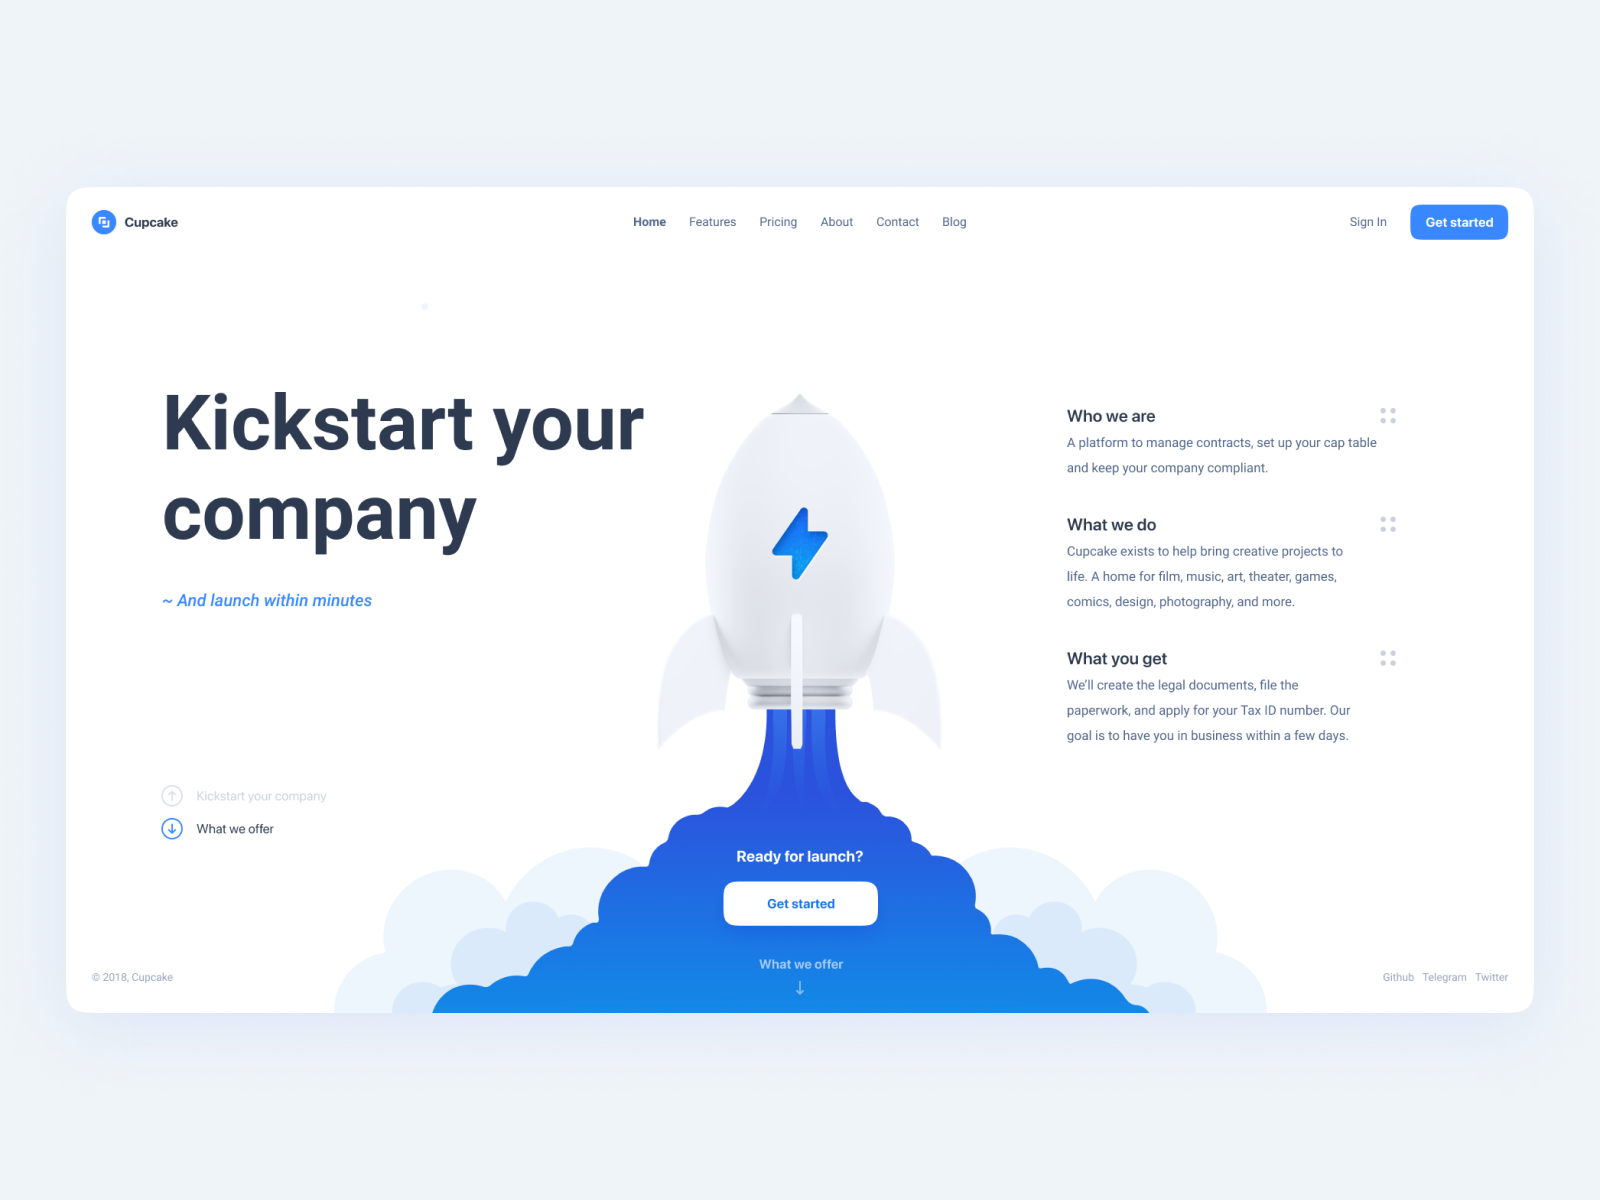 Cupcake
Home
Features
Pricing
About
Contact
Blog
Sign In
Get started
Kickstart your
company
~ And launch within minutes
Kickstart your company
What we offer
Who we are
A platform to manage contracts, set up your cap table
and keep your company compliant.
What we do
Cupcake exists to help bring creative projects to
life. A home for film, music, art, theater, games,
comics, design, photography, and more.
What you get
We'll create the legal documents, file the
paperwork, and apply for your Tax ID number. Our
goal is to have you in business within a few days.
Ready for launch?
Get started
What we offer
© 2018, Cupcake
Github
Telegram
Twitter